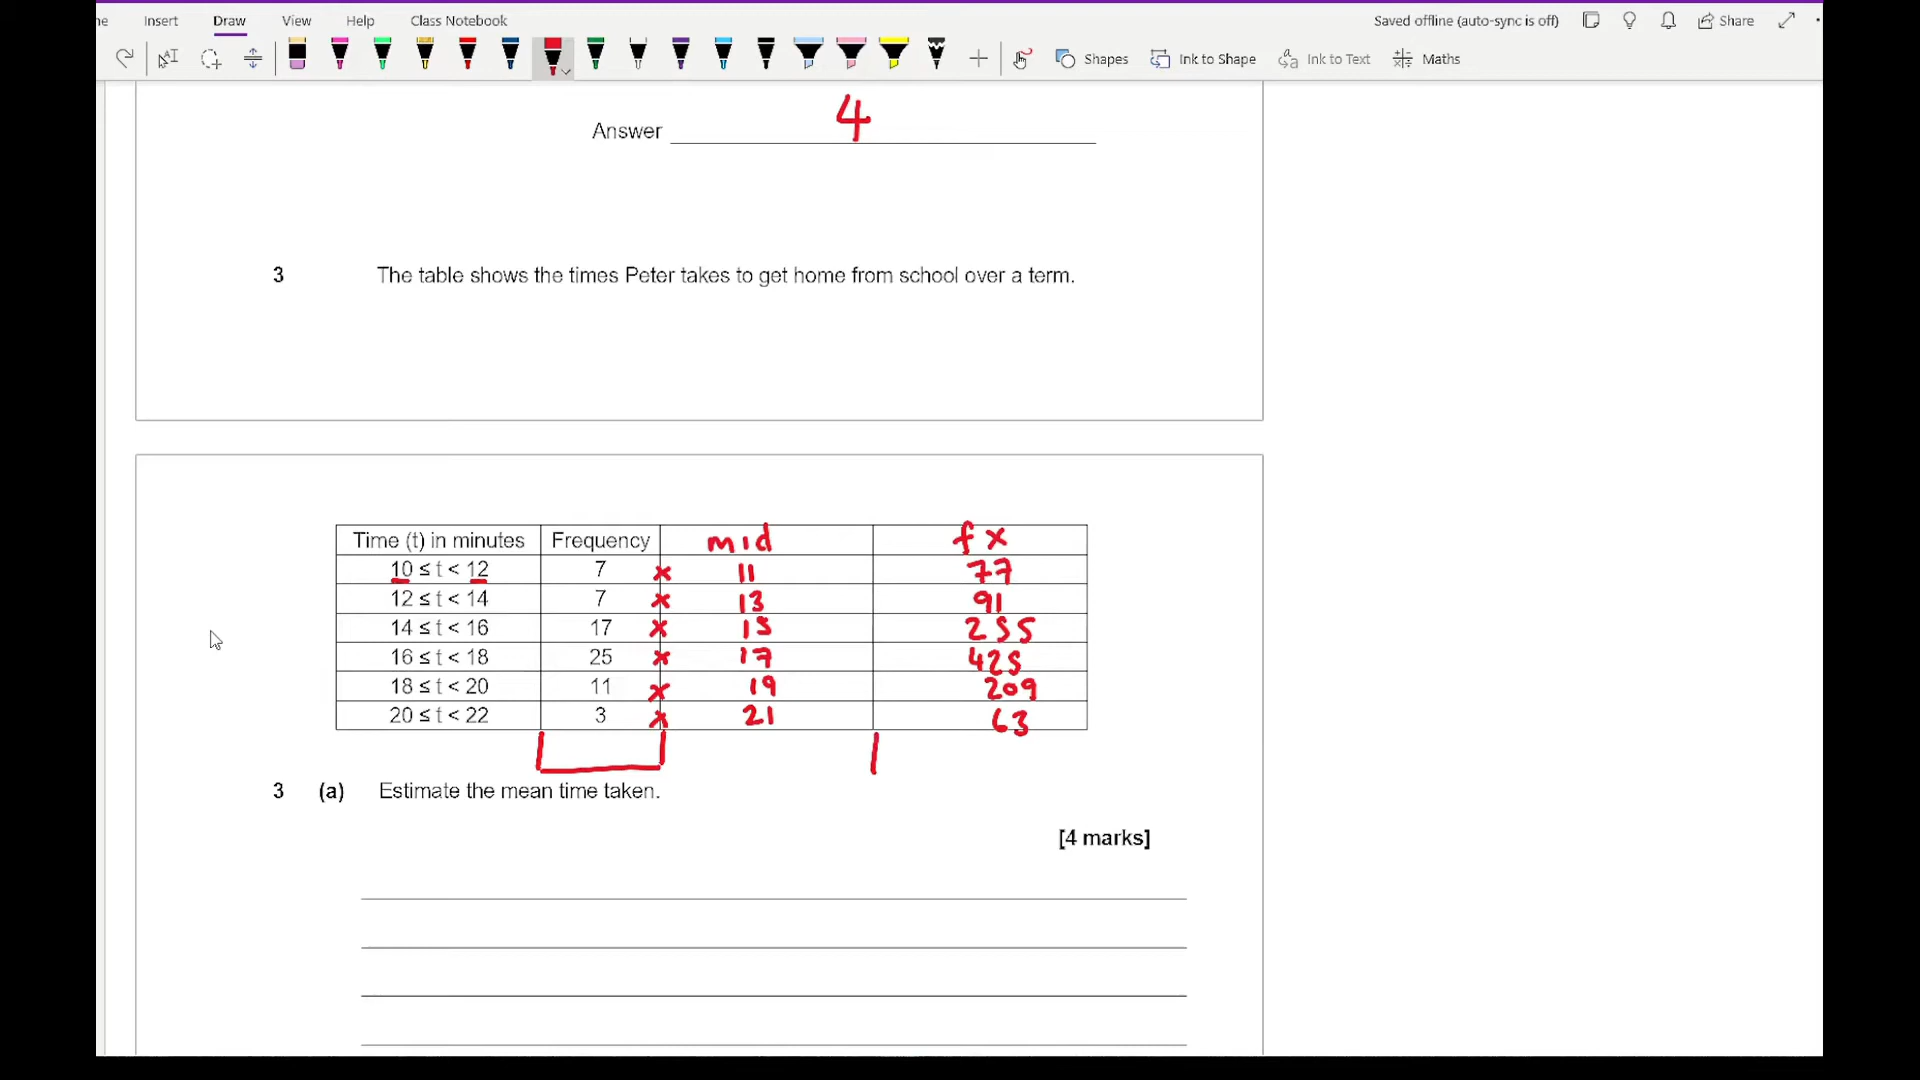 Insert Draw View Help Class Notebook Saved offline (auto-sync is off) Share
Shapes Ink to Shape Ink to Text Maths
Answer 4
3 The table shows the times Peter takes to get home from school over a term.
Time (t) in minutes Frequency mid fx
10 ≤ t < 12 7 x 11 77
12 ≤ t < 14 7 x 13 91
14 ≤ t < 16 17 x 15 255
16 ≤ t < 18 25 x 17 425
18 ≤ t < 20 11 x 19 209
20 ≤ t < 22 3 x 21 63
3 (a) Estimate the mean time taken.
[4 marks]